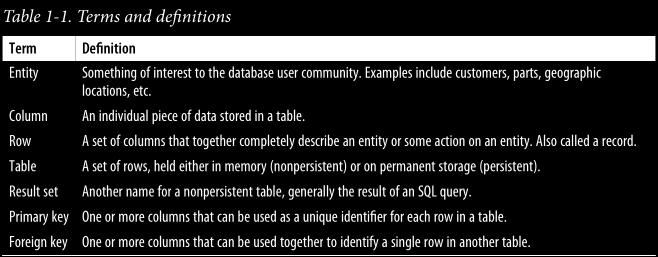 Table 1-1. Terms and definitions
Term Definition
Entity Something of interest to the database user community. Examples include customers, parts, geographic
locations, etc.
Column An individual piece of data stored in a table.
Row A set of columns that together completely describe an entity or some action on an entity. Also called a record.
Table A set of rows, held either in memory (nonpersistent) or on permanent storage (persistent).
Result set Another name for a nonpersistent table, generally the result of an SQL query.
Primary key One or more columns that can be used as a unique identifier for each row in a table.
Foreign key One or more columns that can be used together to identify a single row in another table.